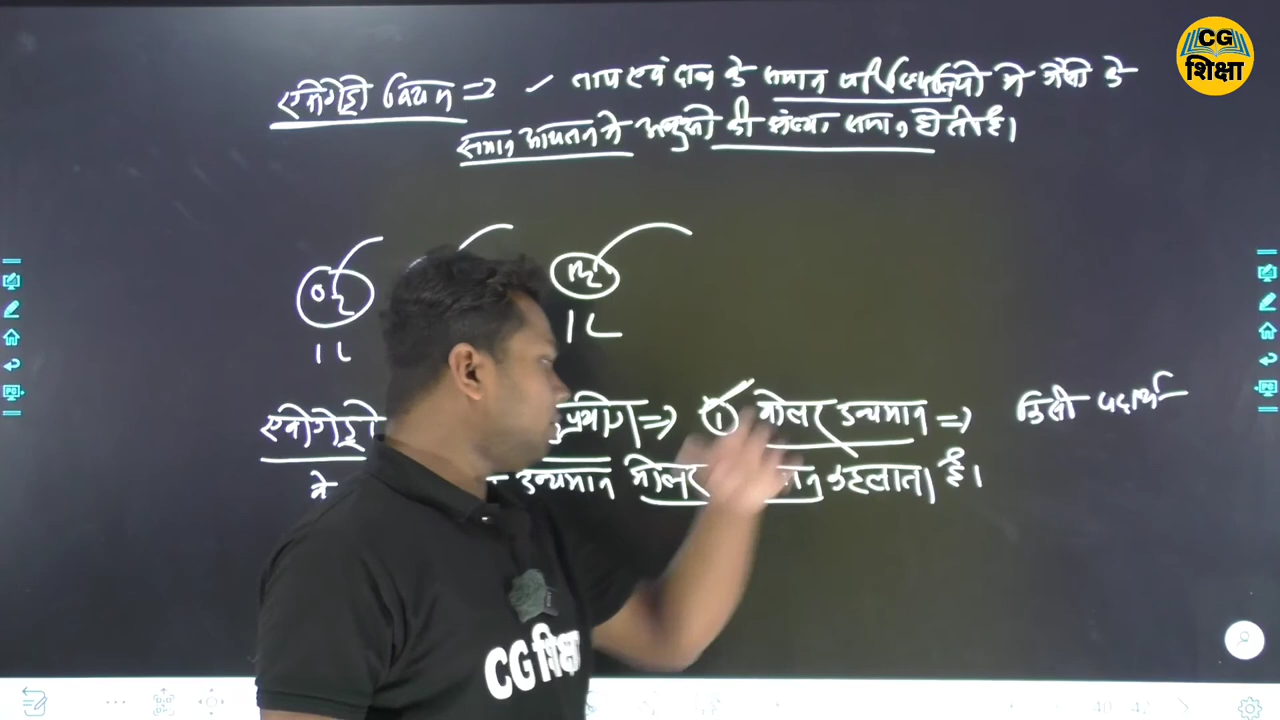 CG
शिक्षा
एवोगेड्रो नियम => ✓ ताप एवं दाब के समान परिस्थितियो मे गैसो के
समान आयतन मे अणुओ की संख्या समान होती है।
O₂ N₂
1L 1L
एवोगेड्रो प्रयोग => ① मोलर द्रव्यमान => किसी पदार्थ
के द्रव्यमान मोलर कहलाता है।
CG शिक्षा